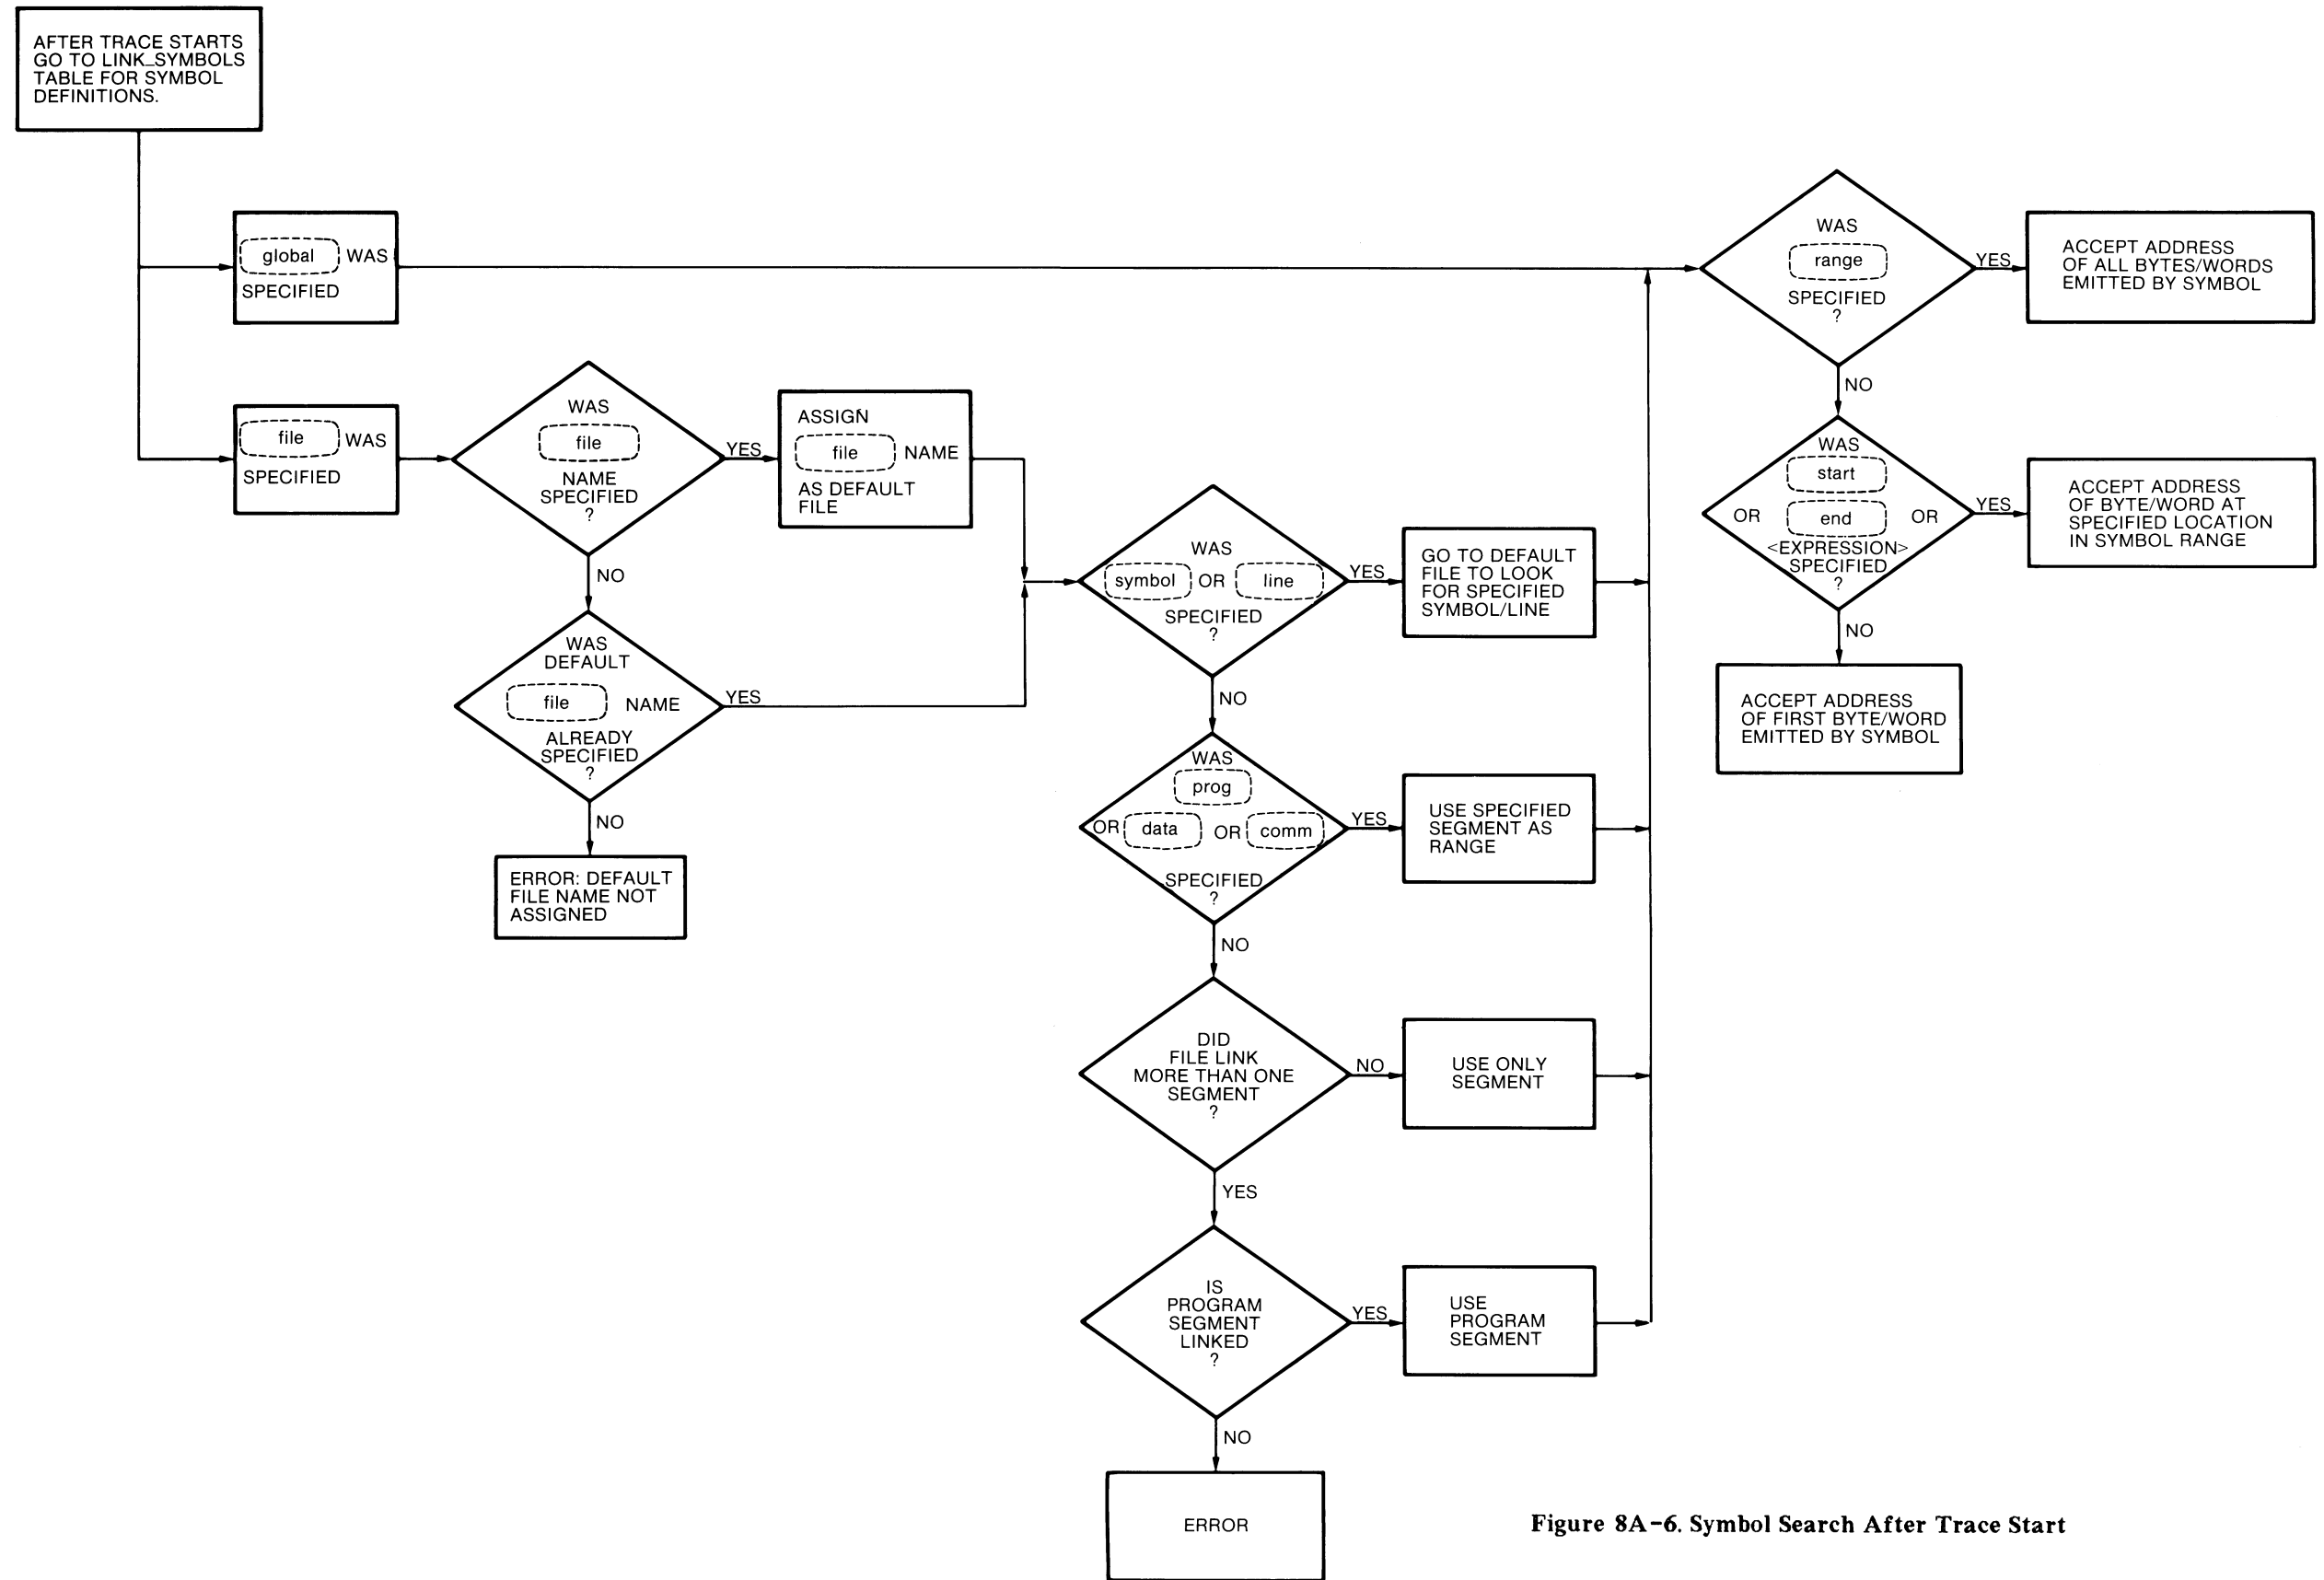 AFTER TRACE STARTS
GO TO LINK_SYMBOLS
TABLE FOR SYMBOL
DEFINITIONS.
global WAS
SPECIFIED
file WAS
SPECIFIED
WAS
file
NAME
SPECIFIED
?
YES
NO
ASSIGN
file NAME
AS DEFAULT
FILE
WAS
DEFAULT
file NAME
ALREADY
SPECIFIED
?
YES
NO
ERROR: DEFAULT
FILE NAME NOT
ASSIGNED
WAS
symbol OR line
SPECIFIED
?
YES
NO
GO TO DEFAULT
FILE TO LOOK
FOR SPECIFIED
SYMBOL/LINE
WAS
prog
OR data OR comm
SPECIFIED
?
YES
NO
USE SPECIFIED
SEGMENT AS
RANGE
DID
FILE LINK
MORE THAN ONE
SEGMENT
?
NO
YES
USE ONLY
SEGMENT
IS
PROGRAM
SEGMENT
LINKED
?
YES
NO
USE
PROGRAM
SEGMENT
ERROR
WAS
range
SPECIFIED
?
YES
NO
ACCEPT ADDRESS
OF ALL BYTES/WORDS
EMITTED BY SYMBOL
WAS
start
OR end OR
<EXPRESSION>
SPECIFIED
?
YES
NO
ACCEPT ADDRESS
OF BYTE/WORD AT
SPECIFIED LOCATION
IN SYMBOL RANGE
ACCEPT ADDRESS
OF FIRST BYTE/WORD
EMITTED BY SYMBOL
Figure 8A-6. Symbol Search After Trace Start